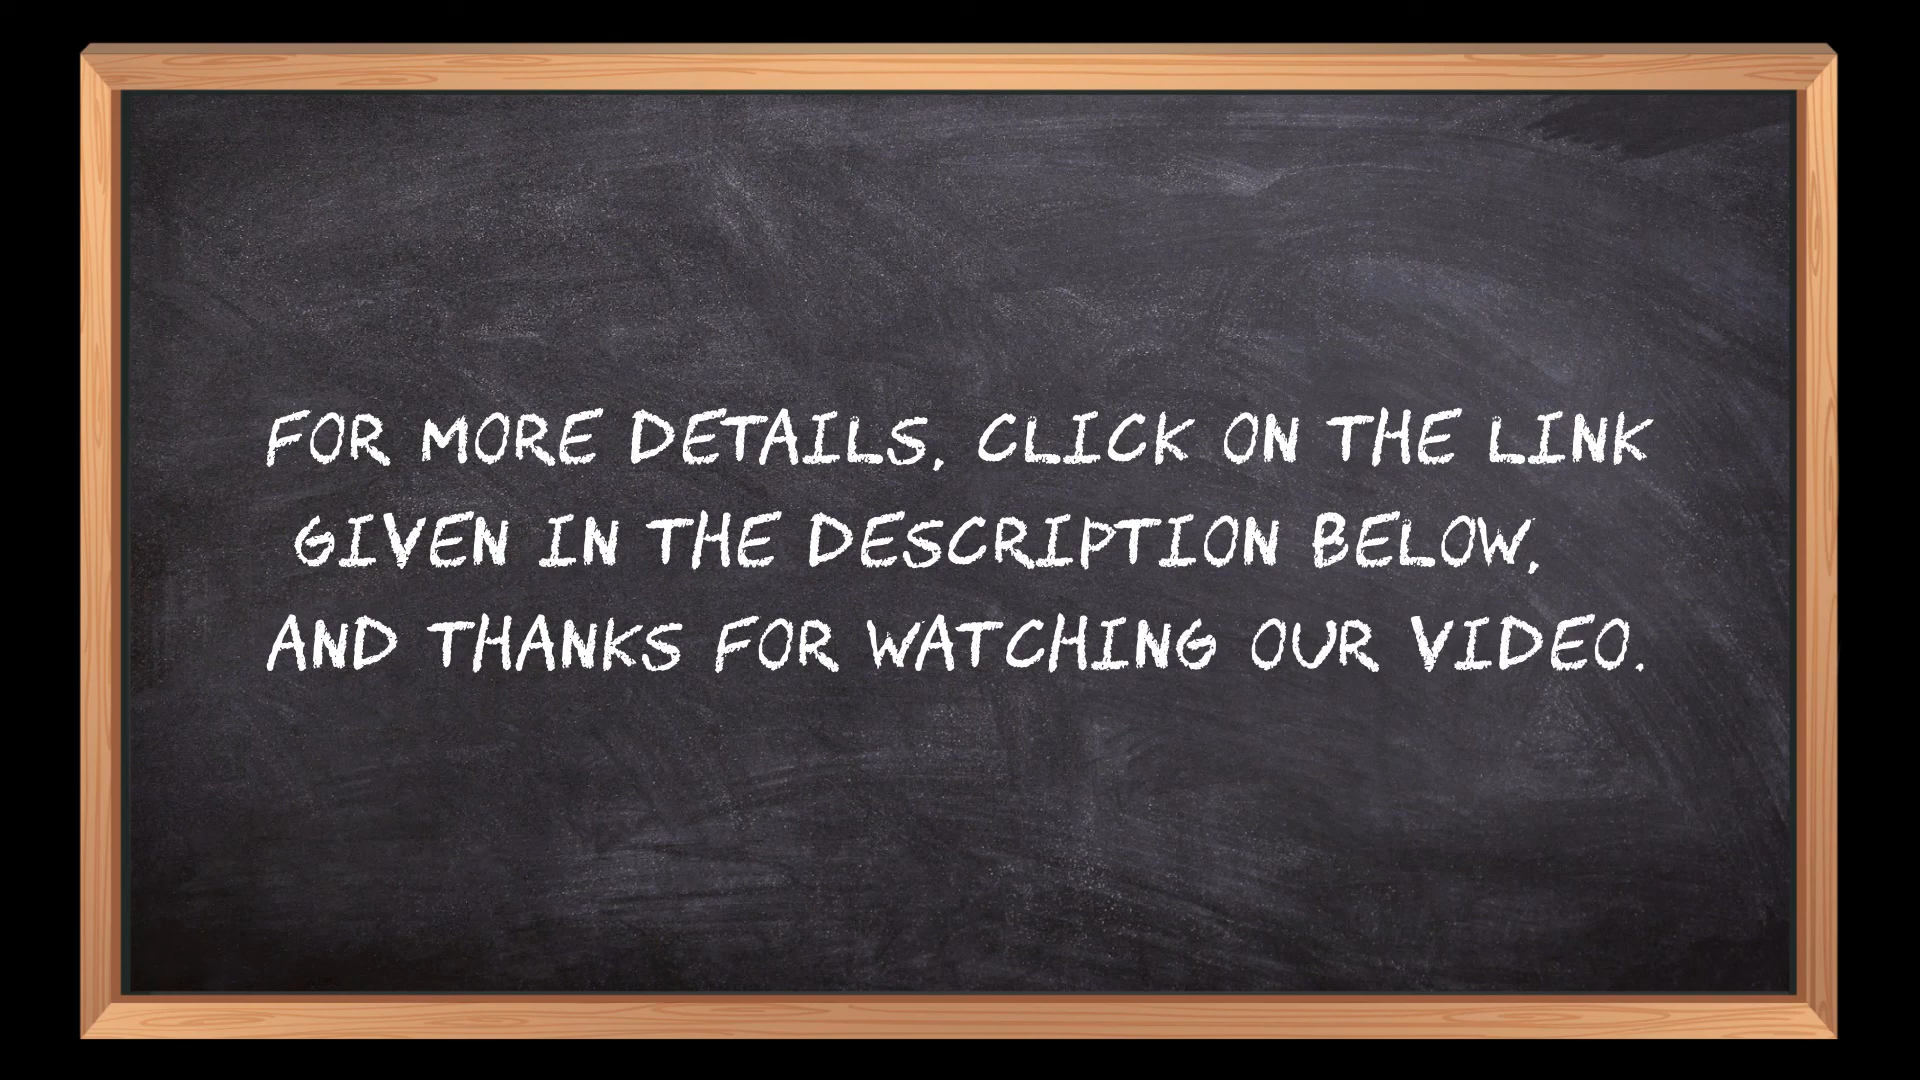 FOR MORE DETAILS, CLICK ON THE LINK
GIVEN IN THE DESCRIPTION BELOW,
AND THANKS FOR WATCHING OUR VIDEO.